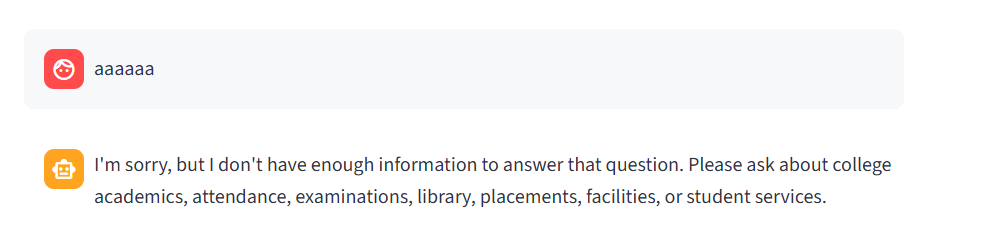 aaaaaa
I'm sorry, but I don't have enough information to answer that question. Please ask about college
academics, attendance, examinations, library, placements, facilities, or student services.